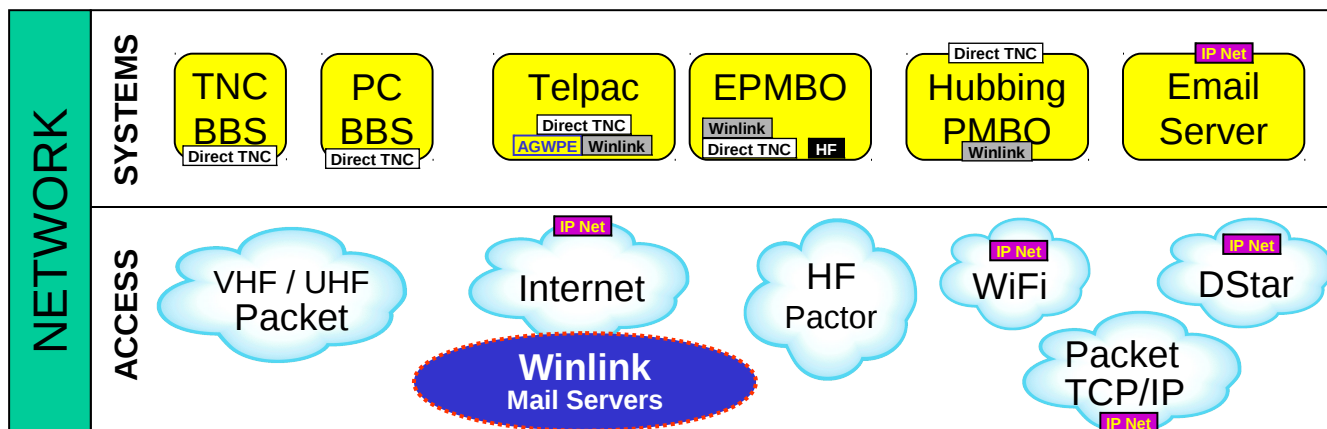 NETWORK
SYSTEMS
TNC
BBS
Direct TNC
PC
BBS
Direct TNC
Telpac
Direct TNC
AGWPE Winlink
EPMBO
Winlink
Direct TNC HF
Direct TNC
Hubbing
PMBO
Winlink
IP Net
Email
Server
ACCESS
VHF / UHF
Packet
IP Net
Internet
Winlink
Mail Servers
HF
Pactor
IP Net
WiFi
IP Net
DStar
Packet
TCP/IP
IP Net